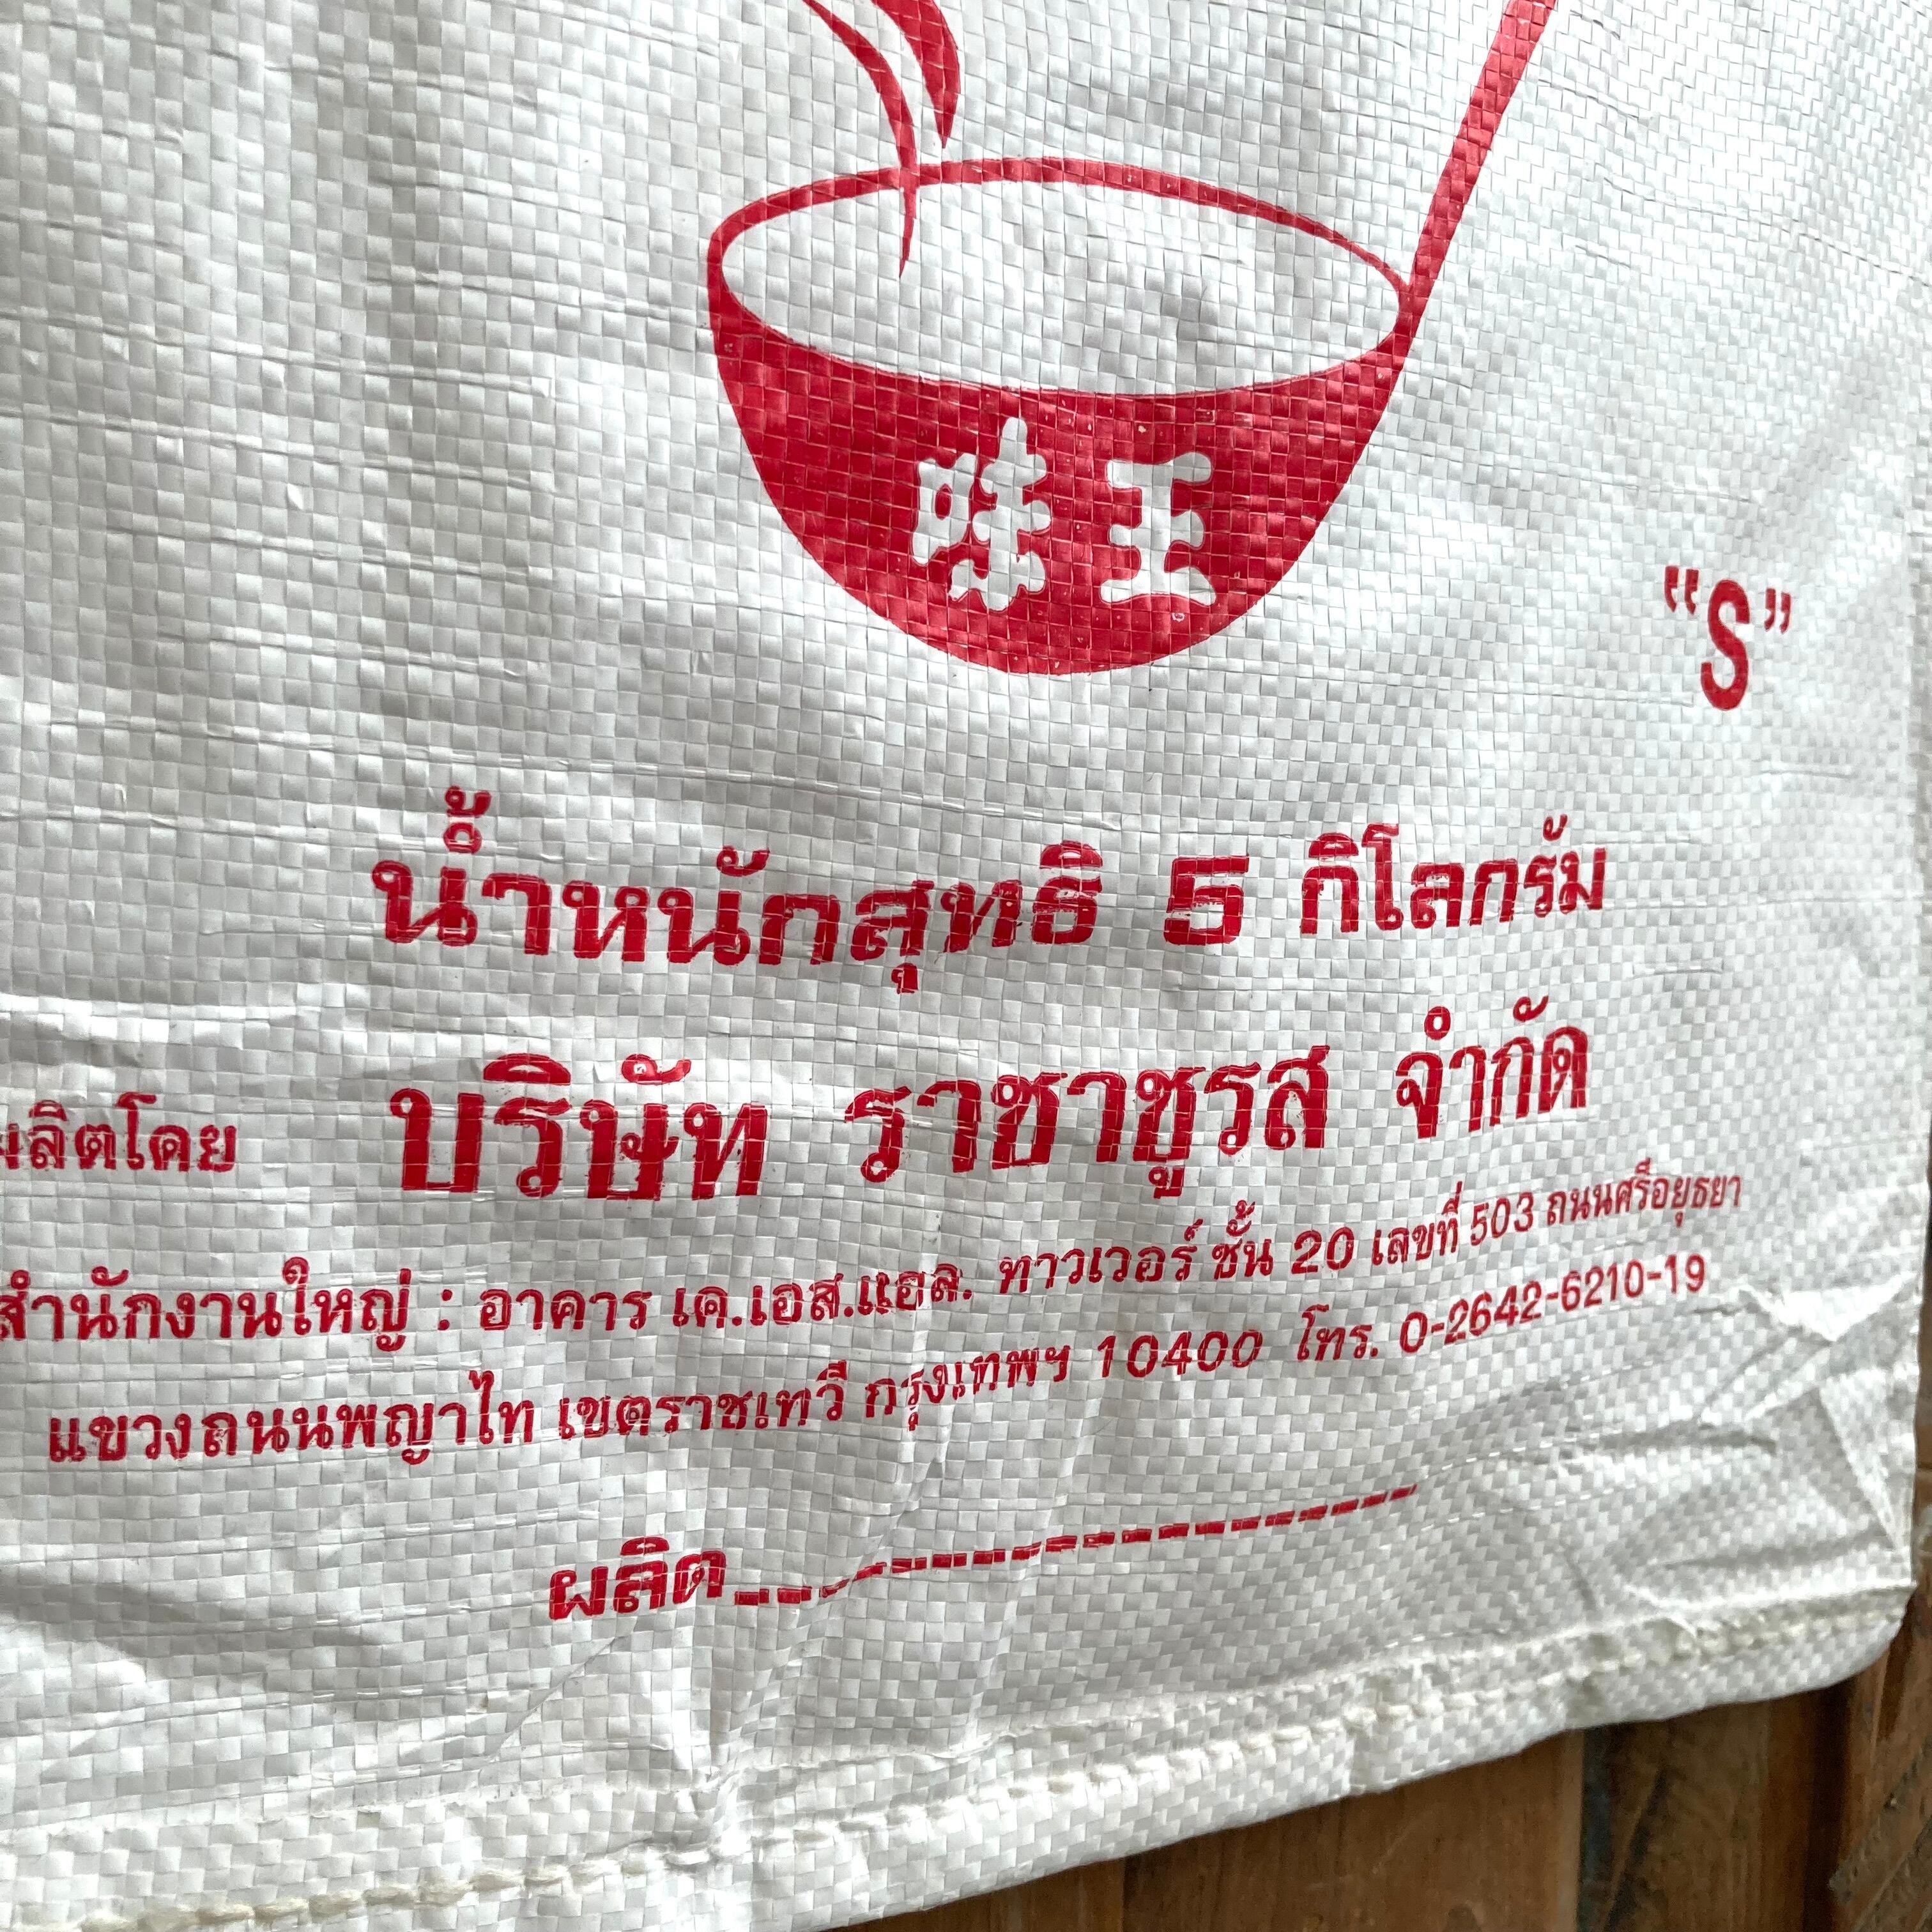 味王
"S"
น้ำหนักสุทธิ 5 กิโลกรัม
ผลิตโดย บริษัท ราชาชูรส จำกัด
สำนักงานใหญ่ : อาคาร เค.เอส.แอล. ทาวเวอร์ ชั้น 20 เลขที่ 503 ถนนศรีอยุธยา
แขวงถนนพญาไท เขตราชเทวี กรุงเทพฯ 10400 โทร. 0-2642-6210-19
ผลิต--------------------